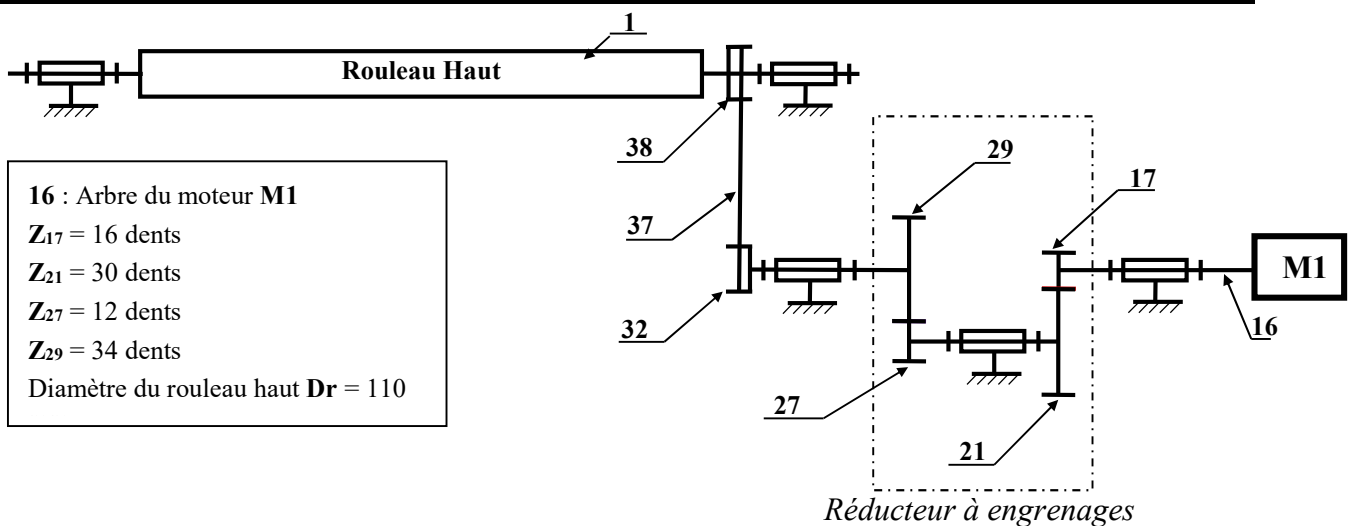 1
Rouleau Haut
38
29
17
16 : Arbre du moteur M1
Z17 = 16 dents
Z21 = 30 dents
Z27 = 12 dents
Z29 = 34 dents
Diamètre du rouleau haut Dr = 110
37
M1
32
16
27
21
Réducteur à engrenages